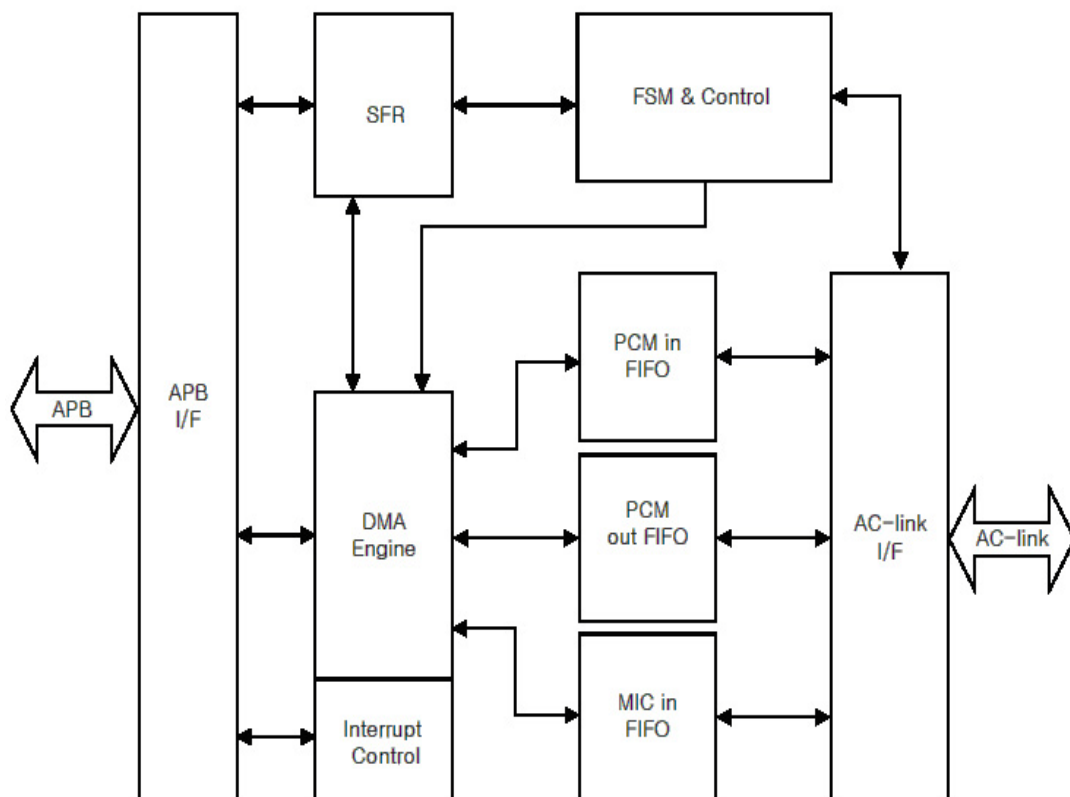 SFR
FSM & Control
APB
APB
I/F
PCM in
FIFO
DMA
Engine
PCM
out FIFO
AC-link
I/F
AC-link
Interrupt
Control
MIC in
FIFO